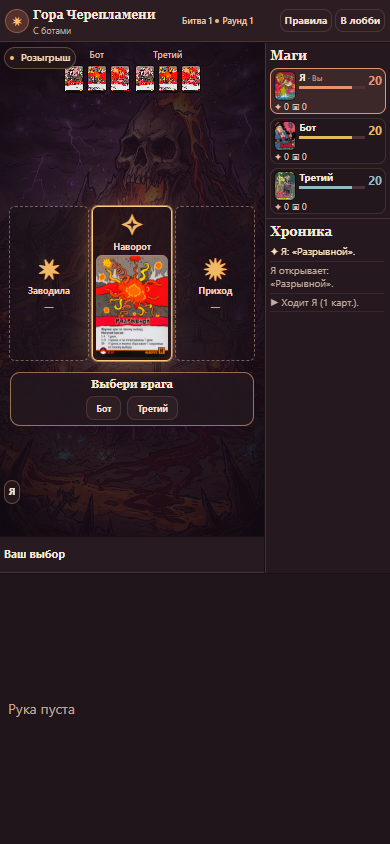 Гора Черепламени
С ботами
Битва 1 • Раунд 1
Правила
В лобби
Розыгрыш
Бот
Третий
Заводила
—
Наворот
РАЗРЫВНОЙ
Приход
—
Выбери врага
Бот
Третий
Я
Ваш выбор
Рука пуста
Маги
Я · Вы
20
0 0
Бот
20
0 0
Третий
20
0 0
Хроника
✦ Я: «Разрывной».
Я открывает:
«Разрывной».
▶ Ходит Я (1 карт.).